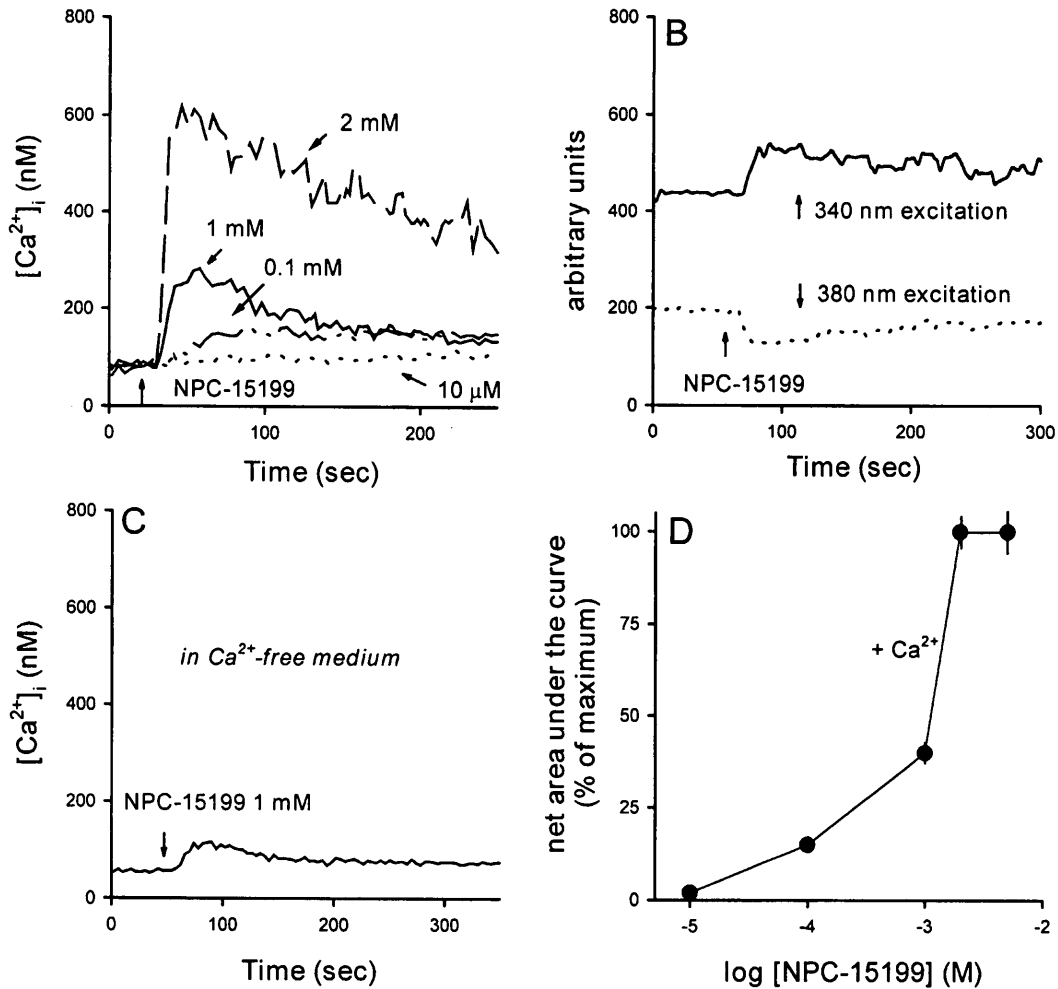 800
600
400
200
0
[Ca²⁺]ᵢ (nM)
2 mM
1 mM
0.1 mM
10 µM
NPC-15199
0
100
200
Time (sec)
B
800
600
400
200
0
arbitrary units
340 nm excitation
380 nm excitation
NPC-15199
0
100
200
300
Time (sec)
C
800
600
400
200
0
[Ca²⁺]ᵢ (nM)
in Ca²⁺-free medium
NPC-15199 1 mM
0
100
200
300
Time (sec)
D
100
75
50
25
0
net area under the curve
(% of maximum)
+ Ca²⁺
-5
-4
-3
-2
log [NPC-15199] (M)